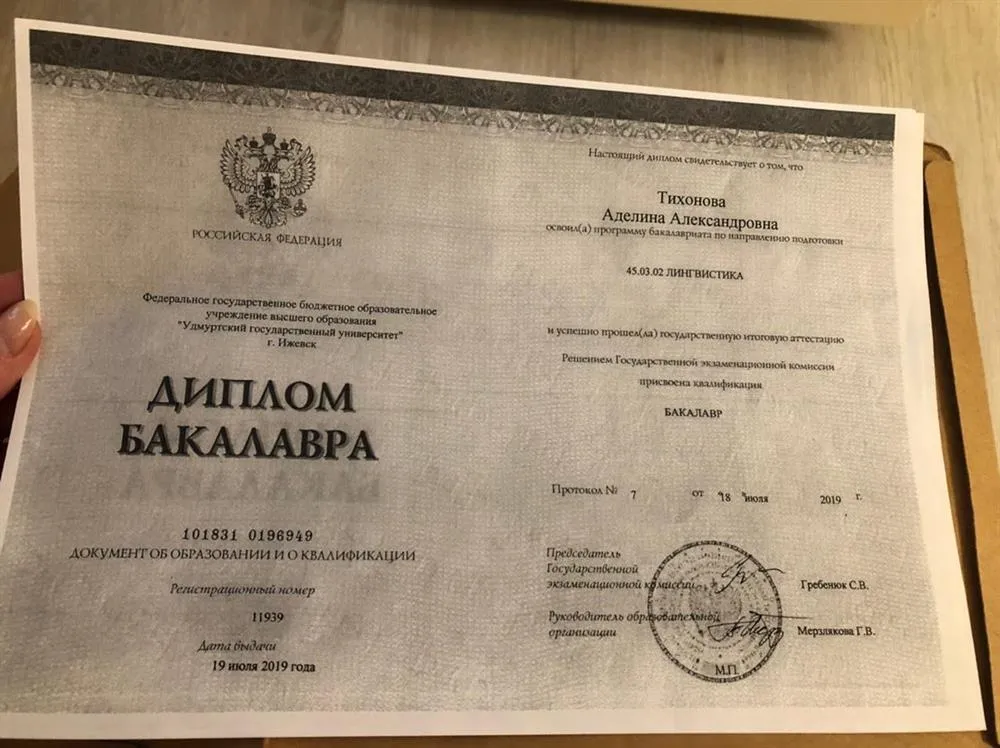 РОССИЙСКАЯ ФЕДЕРАЦИЯ
Федеральное государственное бюджетное образовательное
учреждение высшего образования
"Удмуртский государственный университет"
г. Ижевск
ДИПЛОМ
БАКАЛАВРА
101831 0196949
ДОКУМЕНТ ОБ ОБРАЗОВАНИИ И О КВАЛИФИКАЦИИ
Регистрационный номер
11939
Дата выдачи
19 июля 2019 года
Настоящий диплом свидетельствует о том, что
Тихонова
Аделина Александровна
освоил(а) программу бакалавриата по направлению подготовки
45.03.02 ЛИНГВИСТИКА
и успешно прошел(ла) государственную итоговую аттестацию
Решением Государственной экзаменационной комиссии
присвоена квалификация
БАКАЛАВР
Протокол № 7 от "18" июля 2019 г.
Председатель
Государственной
экзаменационной комиссии Гребенюк С.В.
Руководитель образовательной
организации Мерзлякова Г.В.
М.П.